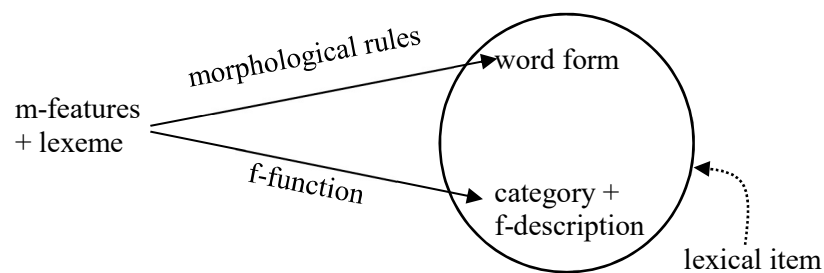 morphological rules
word form
m-features
+ lexeme
f-function
category +
f-description
lexical item